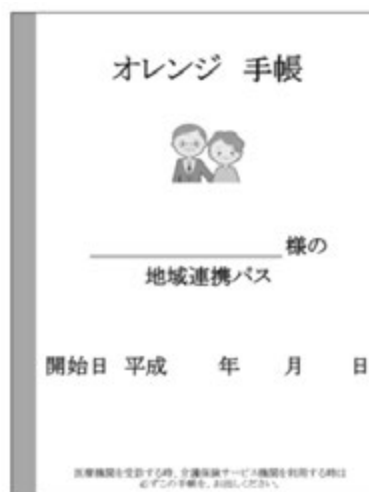 オレンジ 手帳
様の
地域連携パス
開始日 平成 年 月 日
医療機関を受診する時、介護保険サービス機関を利用する時は
必ずこの手帳を、お出しください。